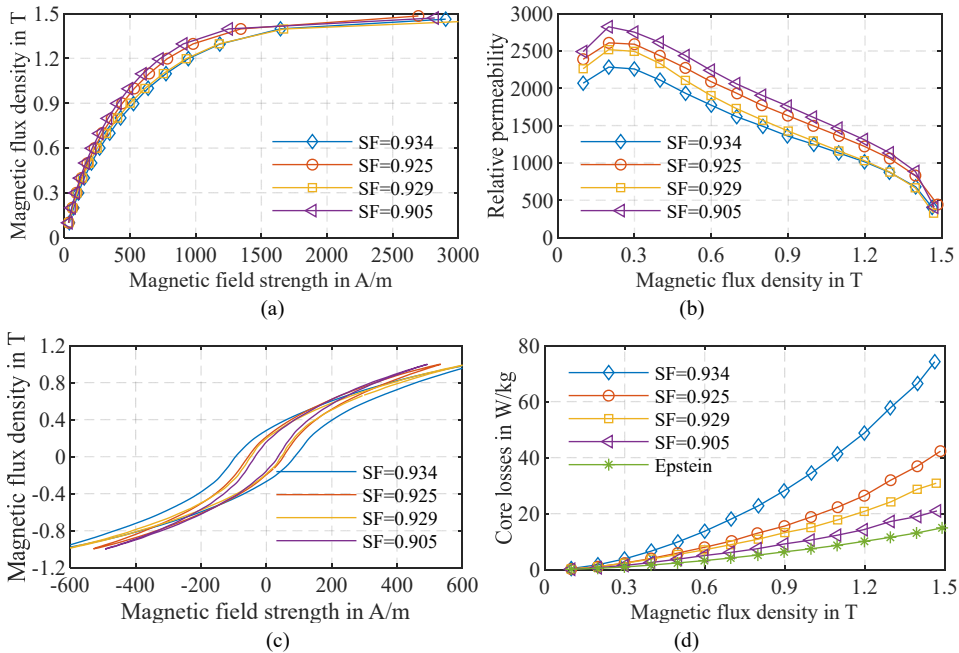 1.5
1.2
0.9
0.6
0.3
0
Magnetic flux density in T
SF=0.934
SF=0.925
SF=0.929
SF=0.905
0 500 1000 1500 2000 2500 3000
Magnetic field strength in A/m
(a)
3000
2500
2000
1500
1000
500
0
Relative permeability
SF=0.934
SF=0.925
SF=0.929
SF=0.905
0 0.3 0.6 0.9 1.2 1.5
Magnetic flux density in T
(b)
1.2
0.8
0.4
0
-0.4
-0.8
-1.2
Magnetic flux density in T
SF=0.934
SF=0.925
SF=0.929
SF=0.905
-600 -400 -200 0 200 400 600
Magnetic field strength in A/m
(c)
80
60
40
20
0
Core losses in W/kg
SF=0.934
SF=0.925
SF=0.929
SF=0.905
Epstein
0 0.3 0.6 0.9 1.2 1.5
Magnetic flux density in T
(d)